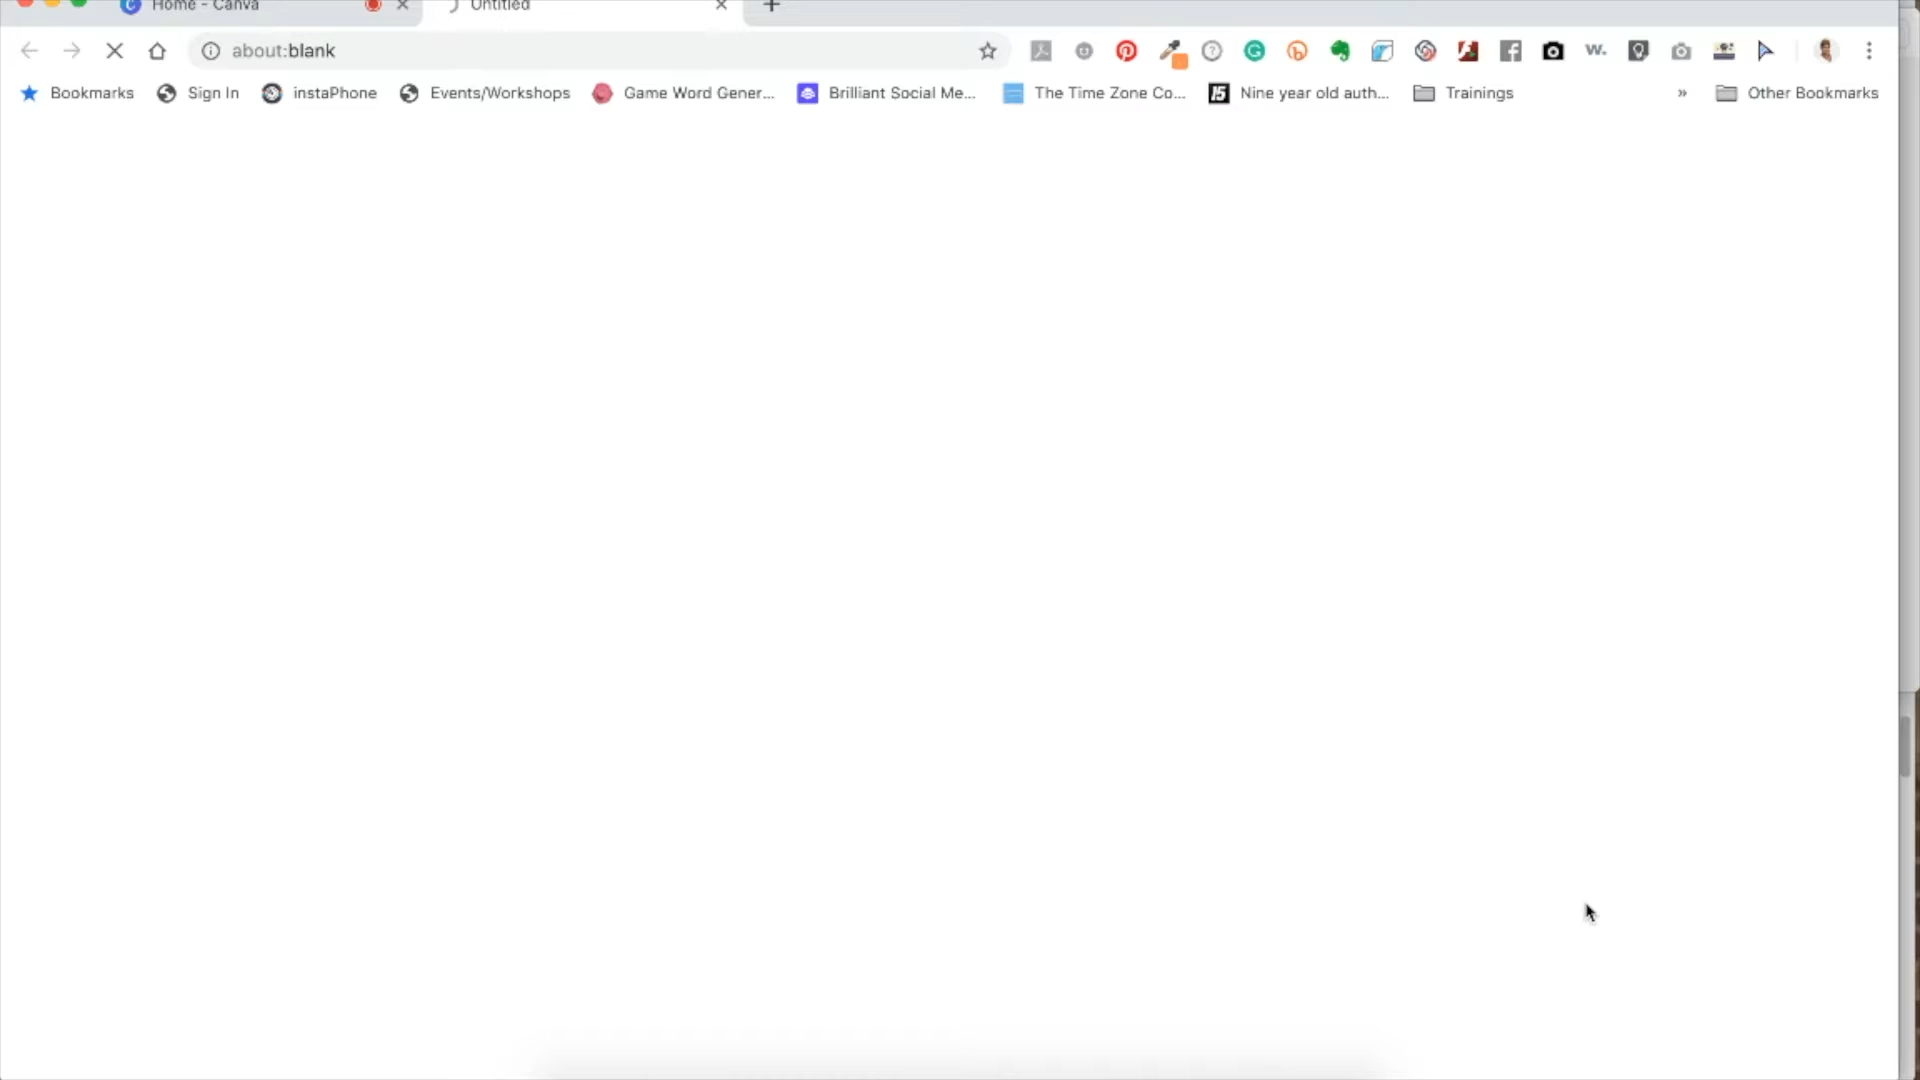 Home - Canva
Untitled
about:blank
Bookmarks Sign In instaPhone Events/Workshops Game Word Gener... Brilliant Social Me... The Time Zone Co... Nine year old auth... Trainings » Other Bookmarks